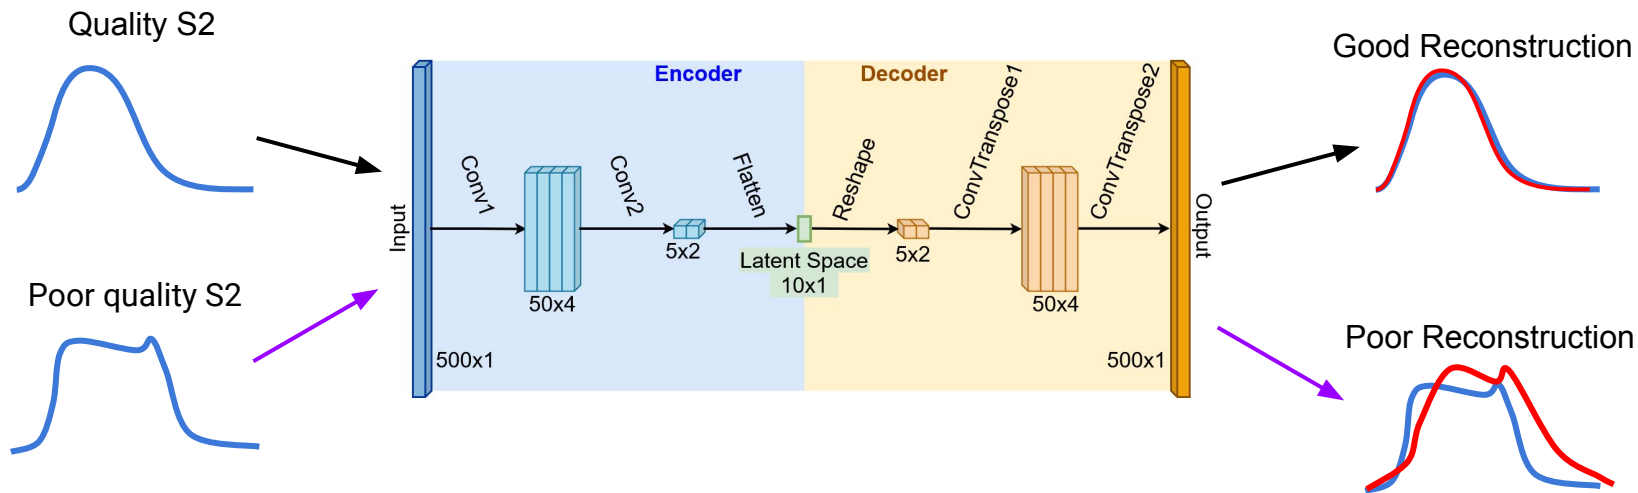 Quality S2
Poor quality S2
Input
500x1
Encoder
Conv1
50x4
Conv2
5x2
Flatten
Latent Space
10x1
Decoder
Reshape
5x2
ConvTranspose1
50x4
ConvTranspose2
500x1
Output
Good Reconstruction
Poor Reconstruction